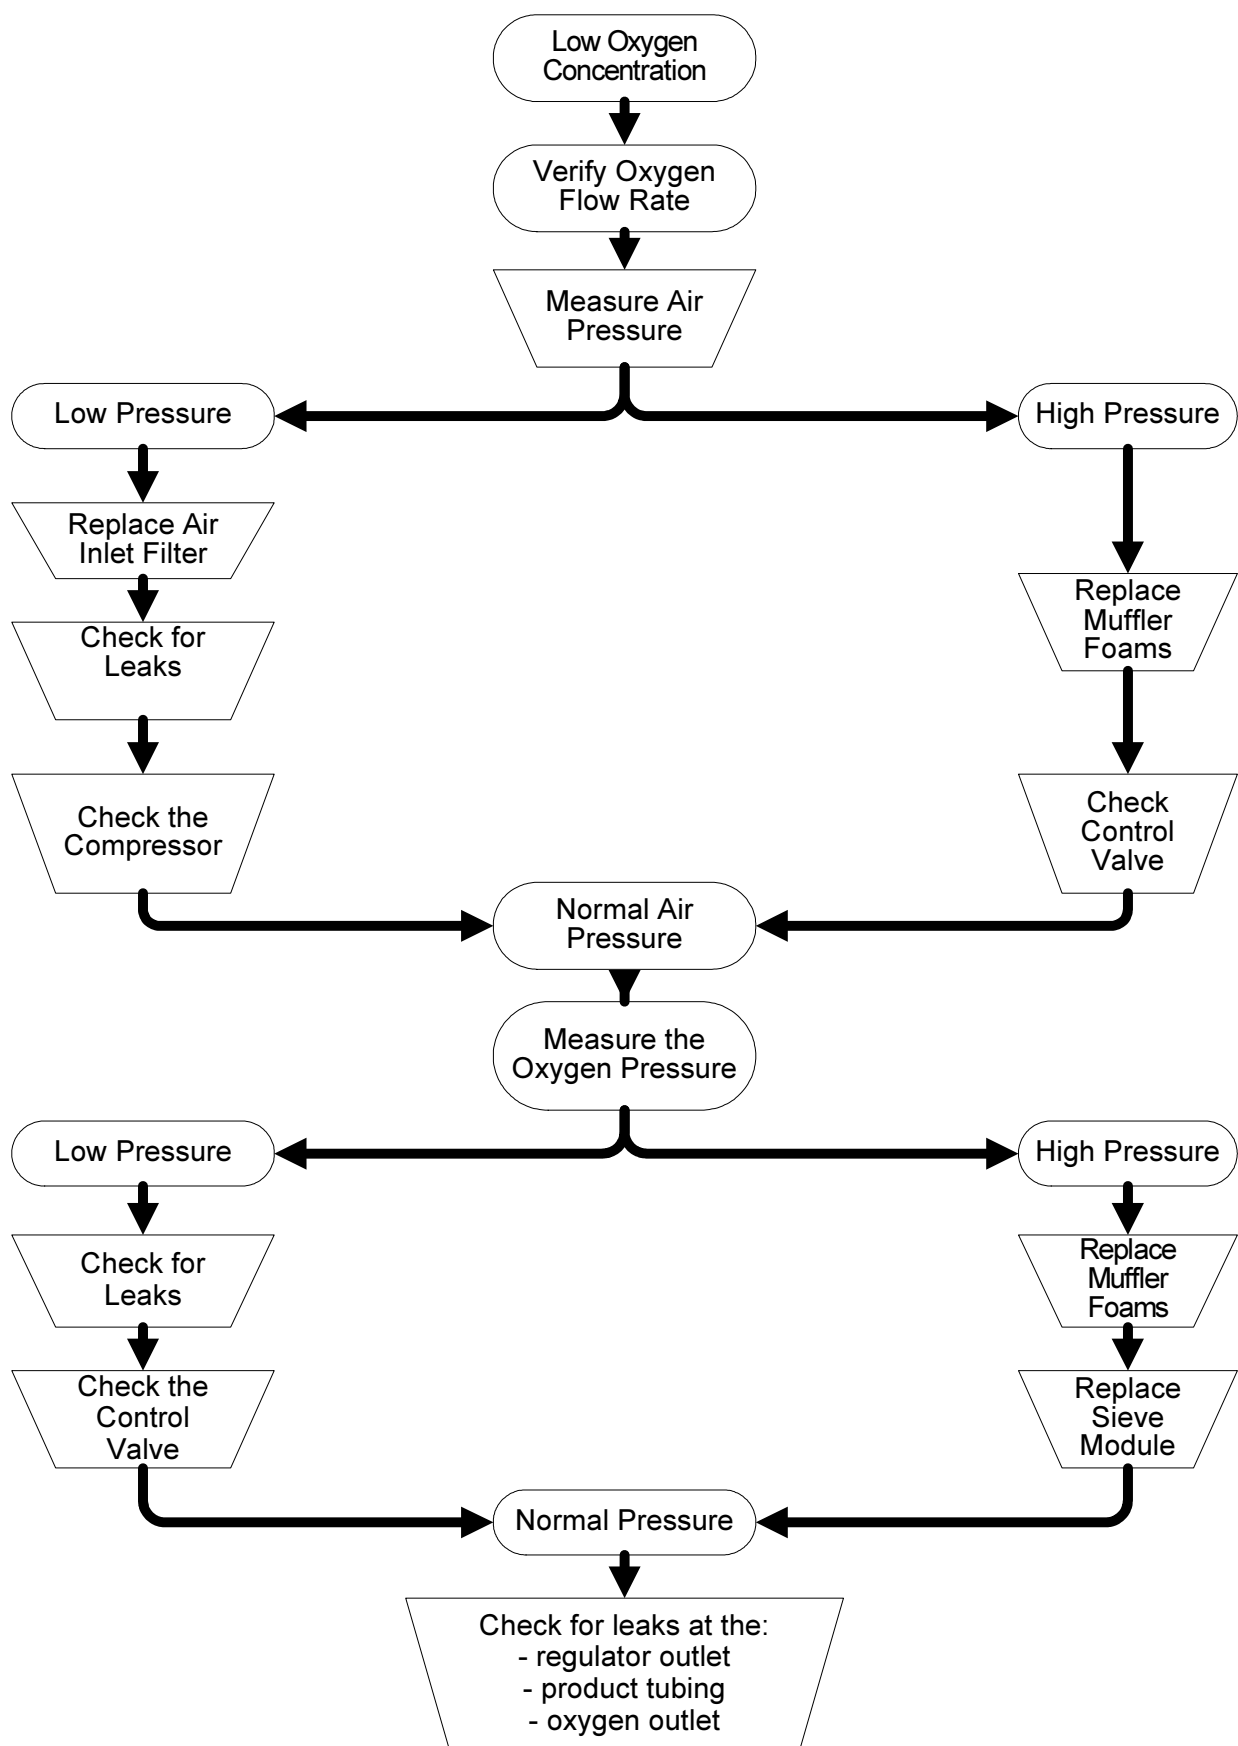 Low Oxygen
Concentration
Verify Oxygen
Flow Rate
Measure Air
Pressure
Low Pressure
High Pressure
Replace Air
Inlet Filter
Replace
Muffler
Foams
Check for
Leaks
Check the
Compressor
Check
Control
Valve
Normal Air
Pressure
Measure the
Oxygen Pressure
Low Pressure
High Pressure
Check for
Leaks
Replace
Muffler
Foams
Check the
Control
Valve
Replace
Sieve
Module
Normal Pressure
Check for leaks at the:
- regulator outlet
- product tubing
- oxygen outlet